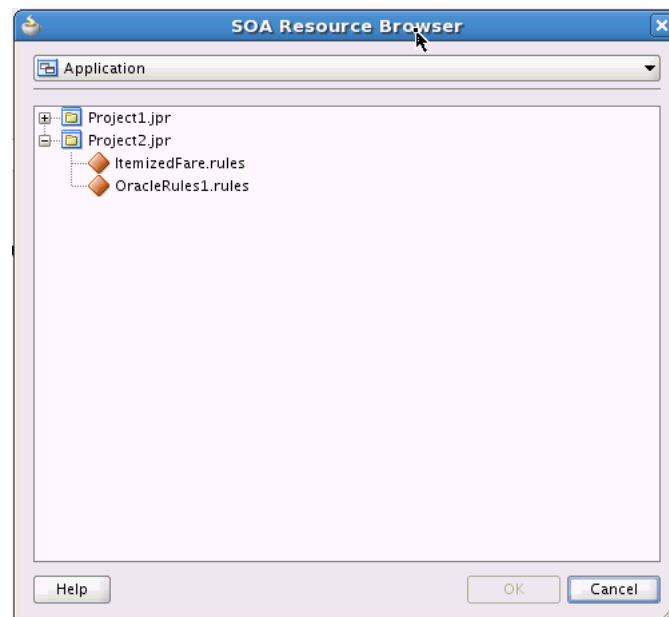 SOA Resource Browser
Application
Project1.jpr
Project2.jpr
ItemizedFare.rules
OracleRules1.rules
Help OK Cancel